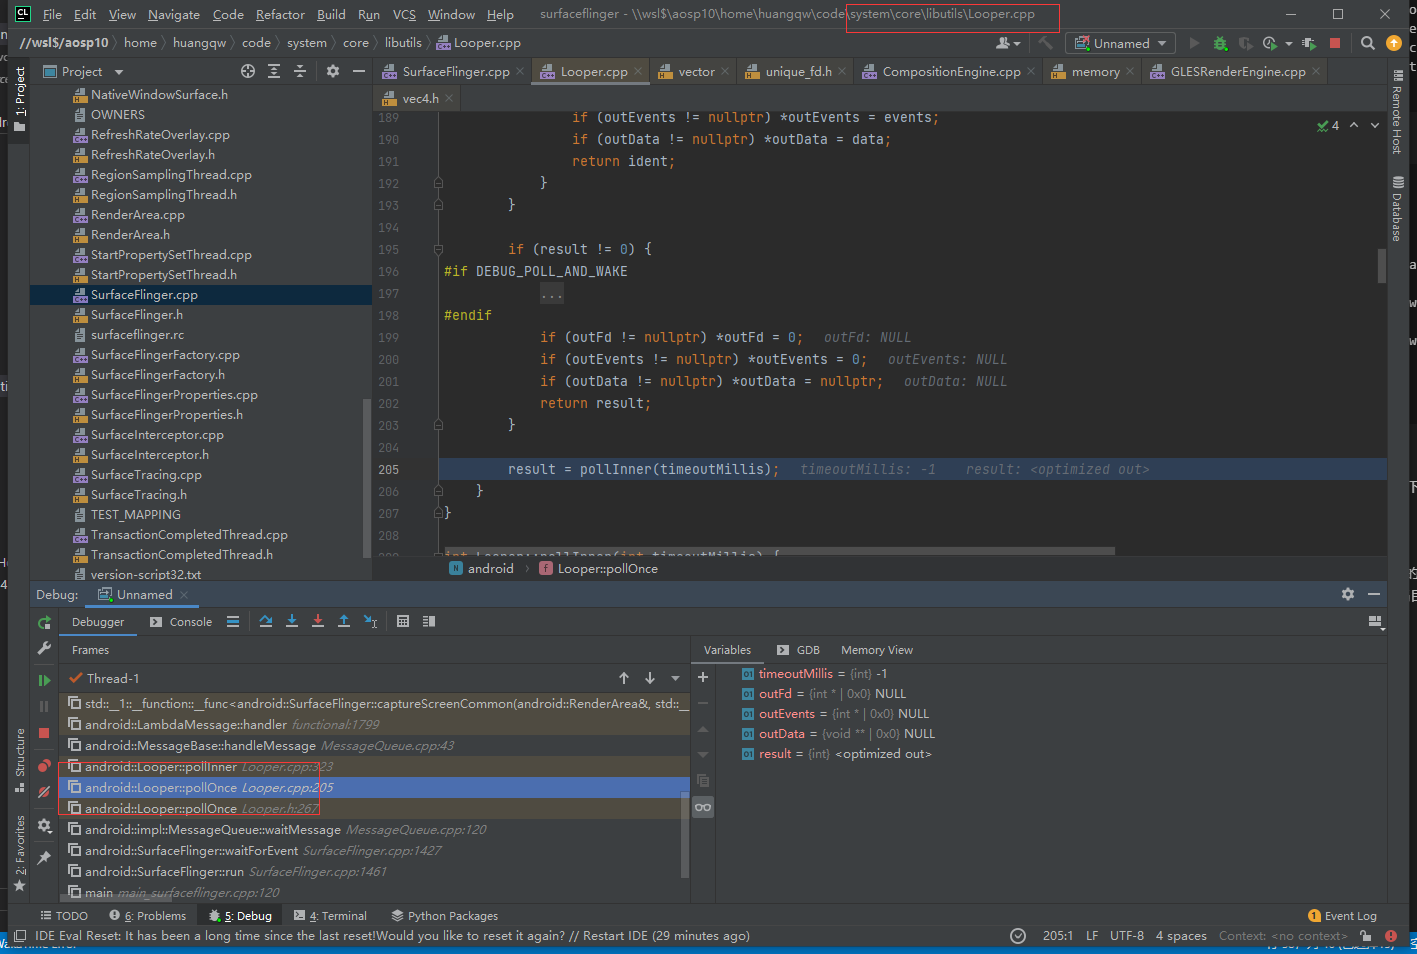 File Edit View Navigate Code Refactor Build Run VCS Window Help surfaceflinger - \\wsl$\aosp10\home\huangqw\code\system\core\libutils\Looper.cpp
//wsl$/aosp10 home huangqw code system core libutils Looper.cpp Unnamed
1: Project
Project
SurfaceFlinger.cpp Looper.cpp vector unique_fd.h CompositionEngine.cpp memory GLESRenderEngine.cpp
vec4.h
NativeWindowSurface.h
OWNERS
RefreshRateOverlay.cpp
RefreshRateOverlay.h
RegionSamplingThread.cpp
RegionSamplingThread.h
RenderArea.cpp
RenderArea.h
StartPropertySetThread.cpp
StartPropertySetThread.h
SurfaceFlinger.cpp
SurfaceFlinger.h
surfaceflinger.rc
SurfaceFlingerFactory.cpp
SurfaceFlingerFactory.h
SurfaceFlingerProperties.cpp
SurfaceFlingerProperties.h
SurfaceInterceptor.cpp
SurfaceInterceptor.h
SurfaceTracing.cpp
SurfaceTracing.h
TEST_MAPPING
TransactionCompletedThread.cpp
TransactionCompletedThread.h
version-script32.txt
189 if (outEvents != nullptr) *outEvents = events;
190 if (outData != nullptr) *outData = data;
191 return ident;
192 }
193 }
194
195 if (result != 0) {
196 #if DEBUG_POLL_AND_WAKE
197 ...
198 #endif
199 if (outFd != nullptr) *outFd = 0; outFd: NULL
200 if (outEvents != nullptr) *outEvents = 0; outEvents: NULL
201 if (outData != nullptr) *outData = nullptr; outData: NULL
202 return result;
203 }
204
205 result = pollInner(timeoutMillis); timeoutMillis: -1 result: <optimized out>
206 }
207 }
208
4
android Looper::pollOnce
Remote Host
Database
Debug: Unnamed
Debugger Console
Frames
Thread-1
std::__1::__function::__func<android::SurfaceFlinger::captureScreenCommon(android::RenderArea&, std::__
android::LambdaMessage::handler functional:1799
android::MessageBase::handleMessage MessageQueue.cpp:43
android::Looper::pollInner Looper.cpp:323
android::Looper::pollOnce Looper.cpp:205
android::Looper::pollOnce Looper.h:267
android::impl::MessageQueue::waitMessage MessageQueue.cpp:120
android::SurfaceFlinger::waitForEvent SurfaceFlinger.cpp:1427
android::SurfaceFlinger::run SurfaceFlinger.cpp:1461
main main_surfaceflinger.cpp:120
Variables GDB Memory View
timeoutMillis = {int} -1
outFd = {int * | 0x0} NULL
outEvents = {int * | 0x0} NULL
outData = {void ** | 0x0} NULL
result = {int} <optimized out>
Structure
2: Favorites
TODO 6: Problems 5: Debug 4: Terminal Python Packages 1 Event Log
IDE Eval Reset: It has been a long time since the last reset!Would you like to reset it again? // Restart IDE (29 minutes ago) 205:1 LF UTF-8 4 spaces Context: <no context>